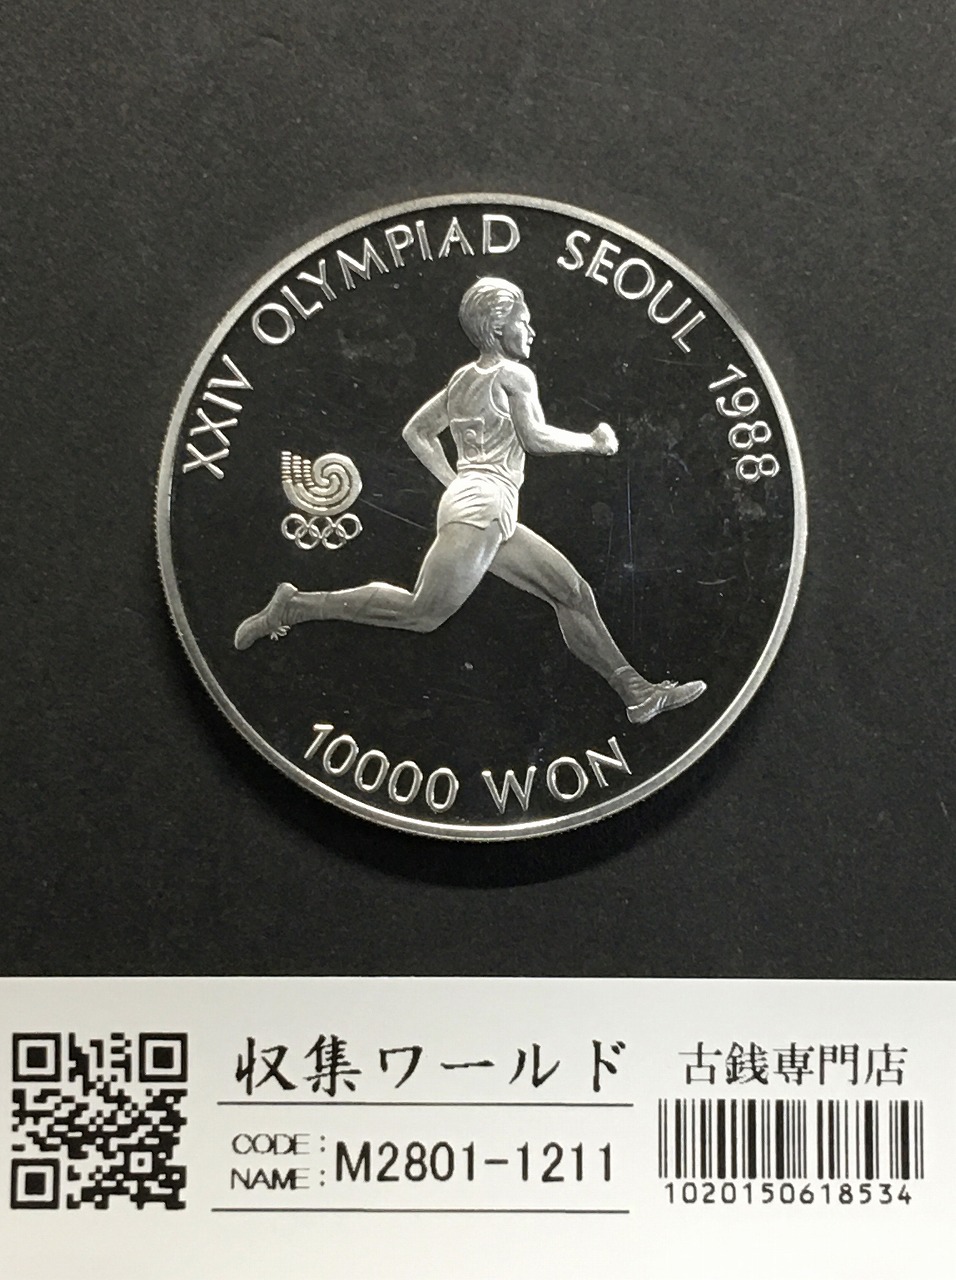 XXIV OLYMPIAD SEOUL 1988
8
10000 WON
収集ワールド
古銭専門店
CODE:
NAME: M2801-1211
1020150618534